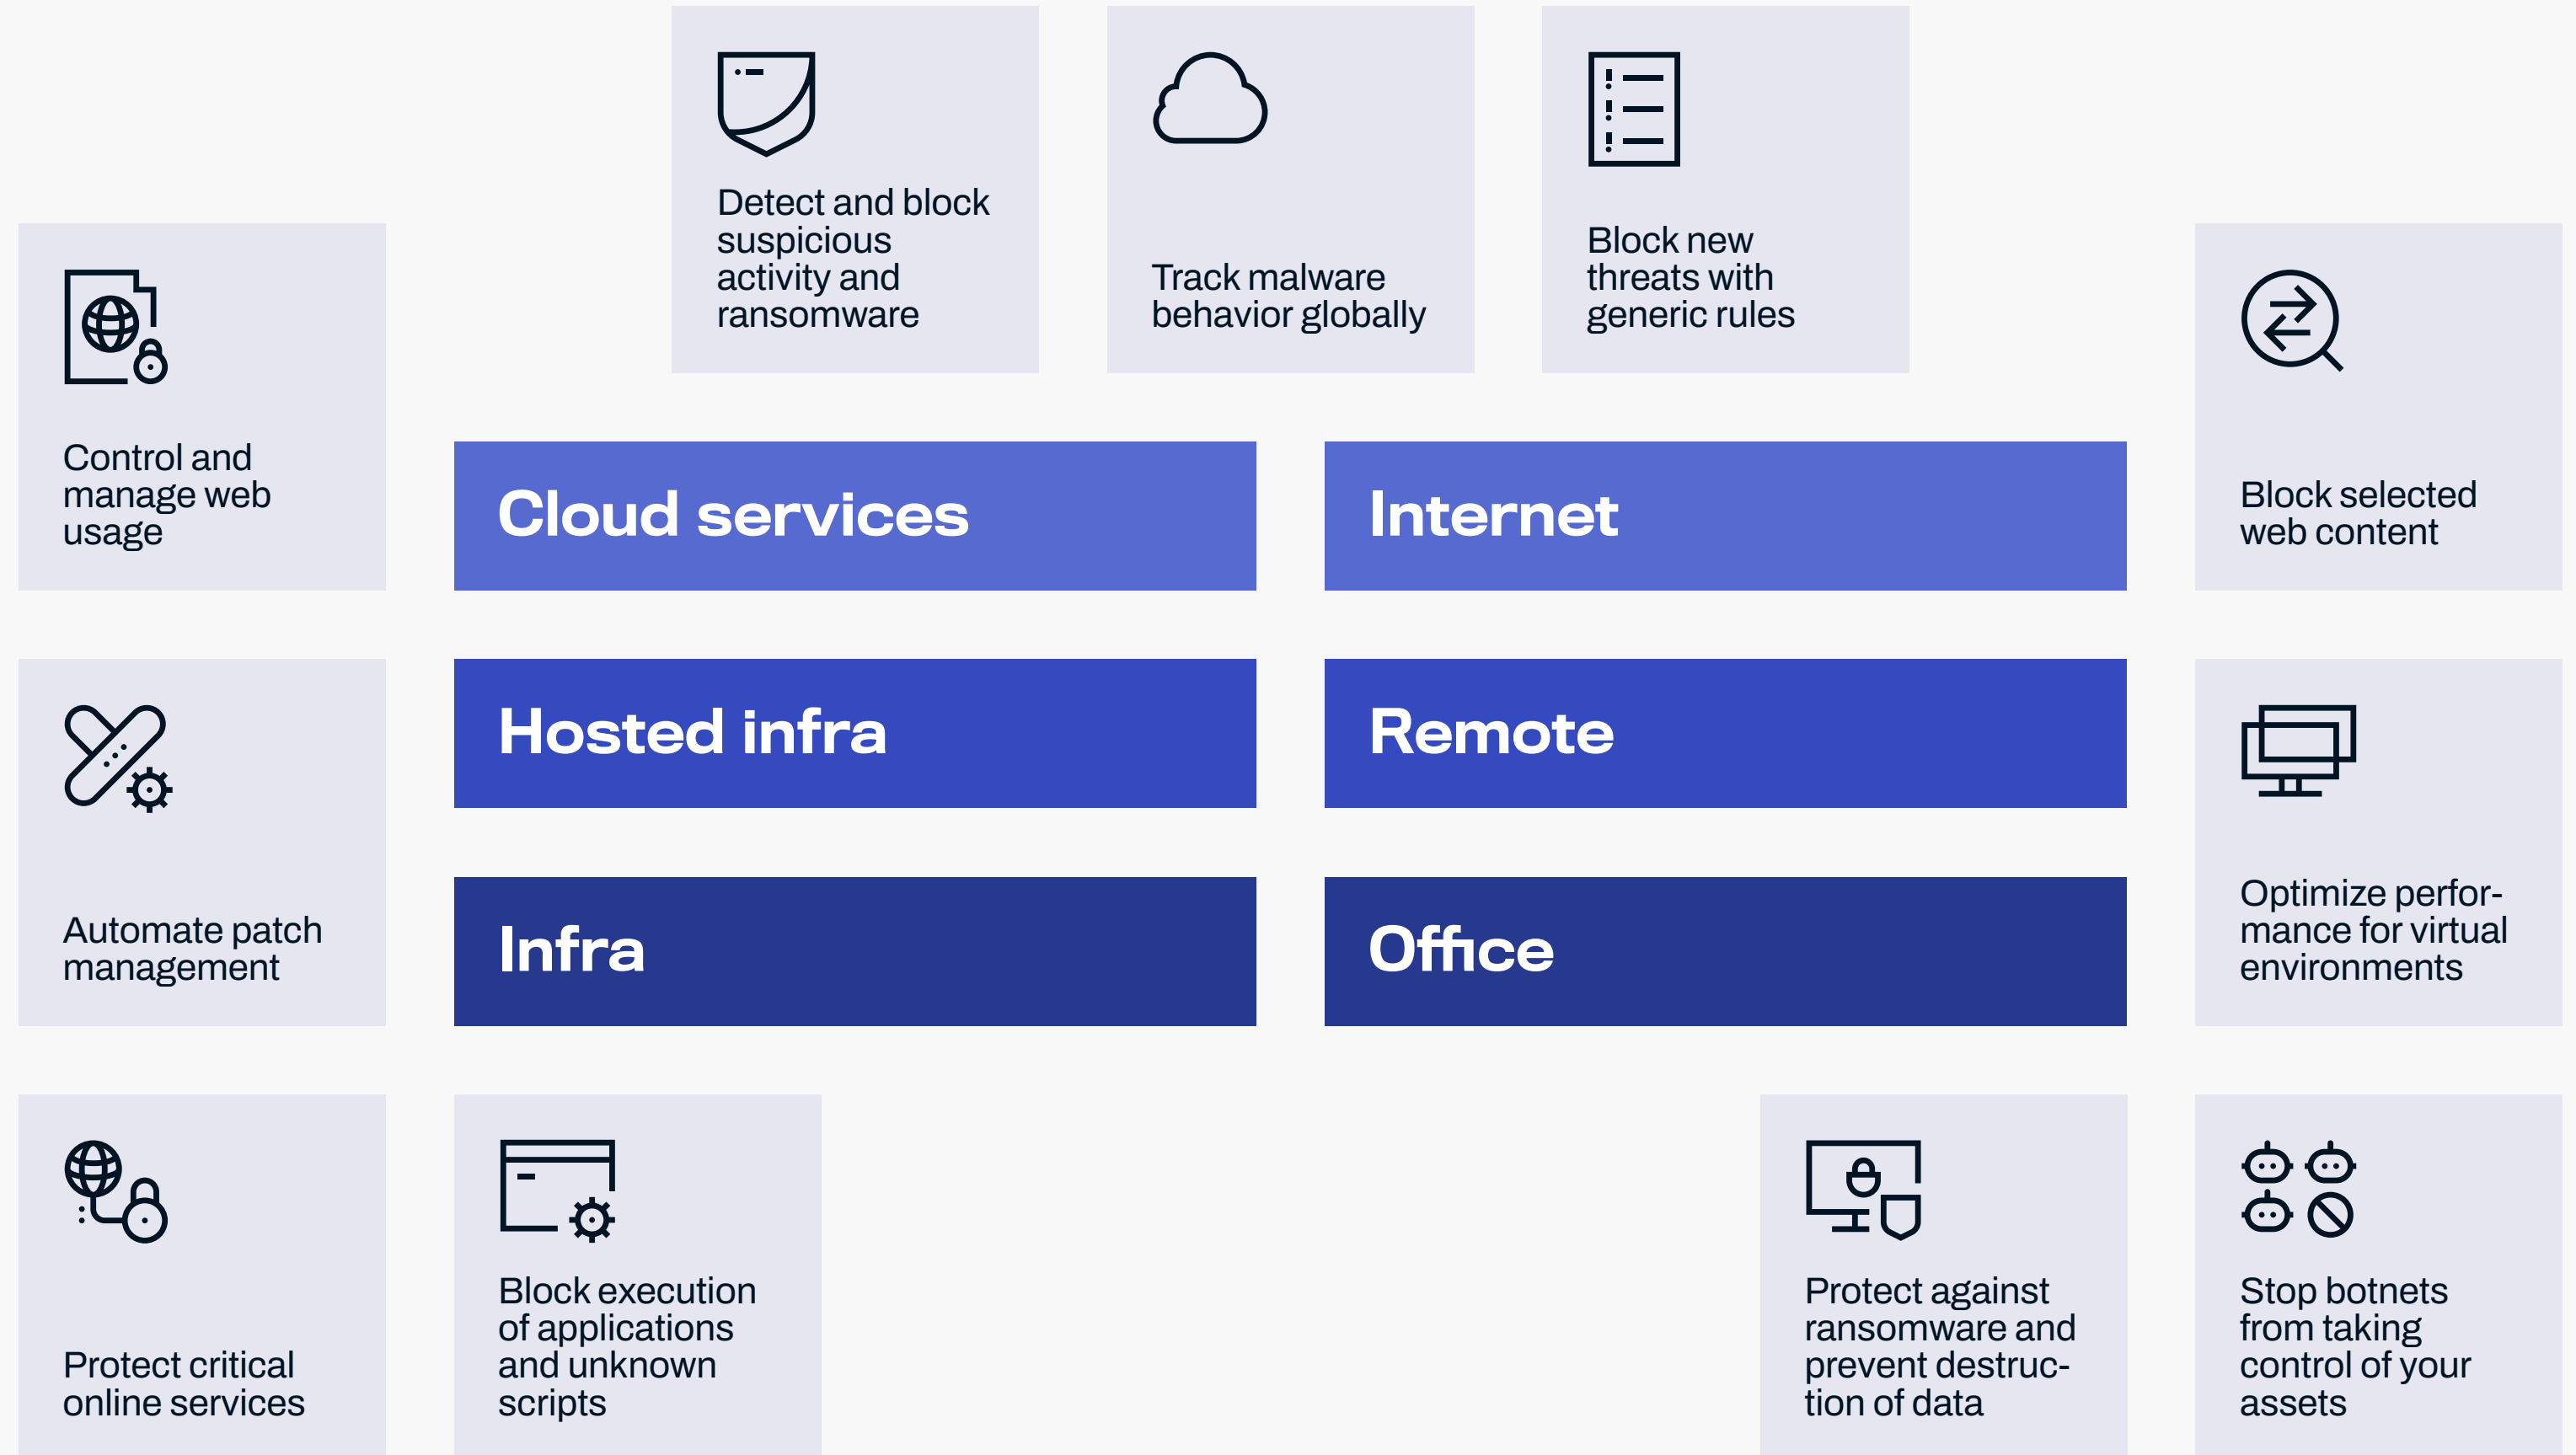 Detect and block
suspicious
activity and
ransomware
Track malware
behavior globally
Block new
threats with
generic rules
Control and
manage web
usage
Cloud services
Internet
Block selected
web content
Automate patch
management
Hosted infra
Remote
Optimize perfor-
mance for virtual
environments
Infra
Office
Protect critical
online services
Block execution
of applications
and unknown
scripts
Protect against
ransomware and
prevent destruc-
tion of data
Stop botnets
from taking
control of your
assets